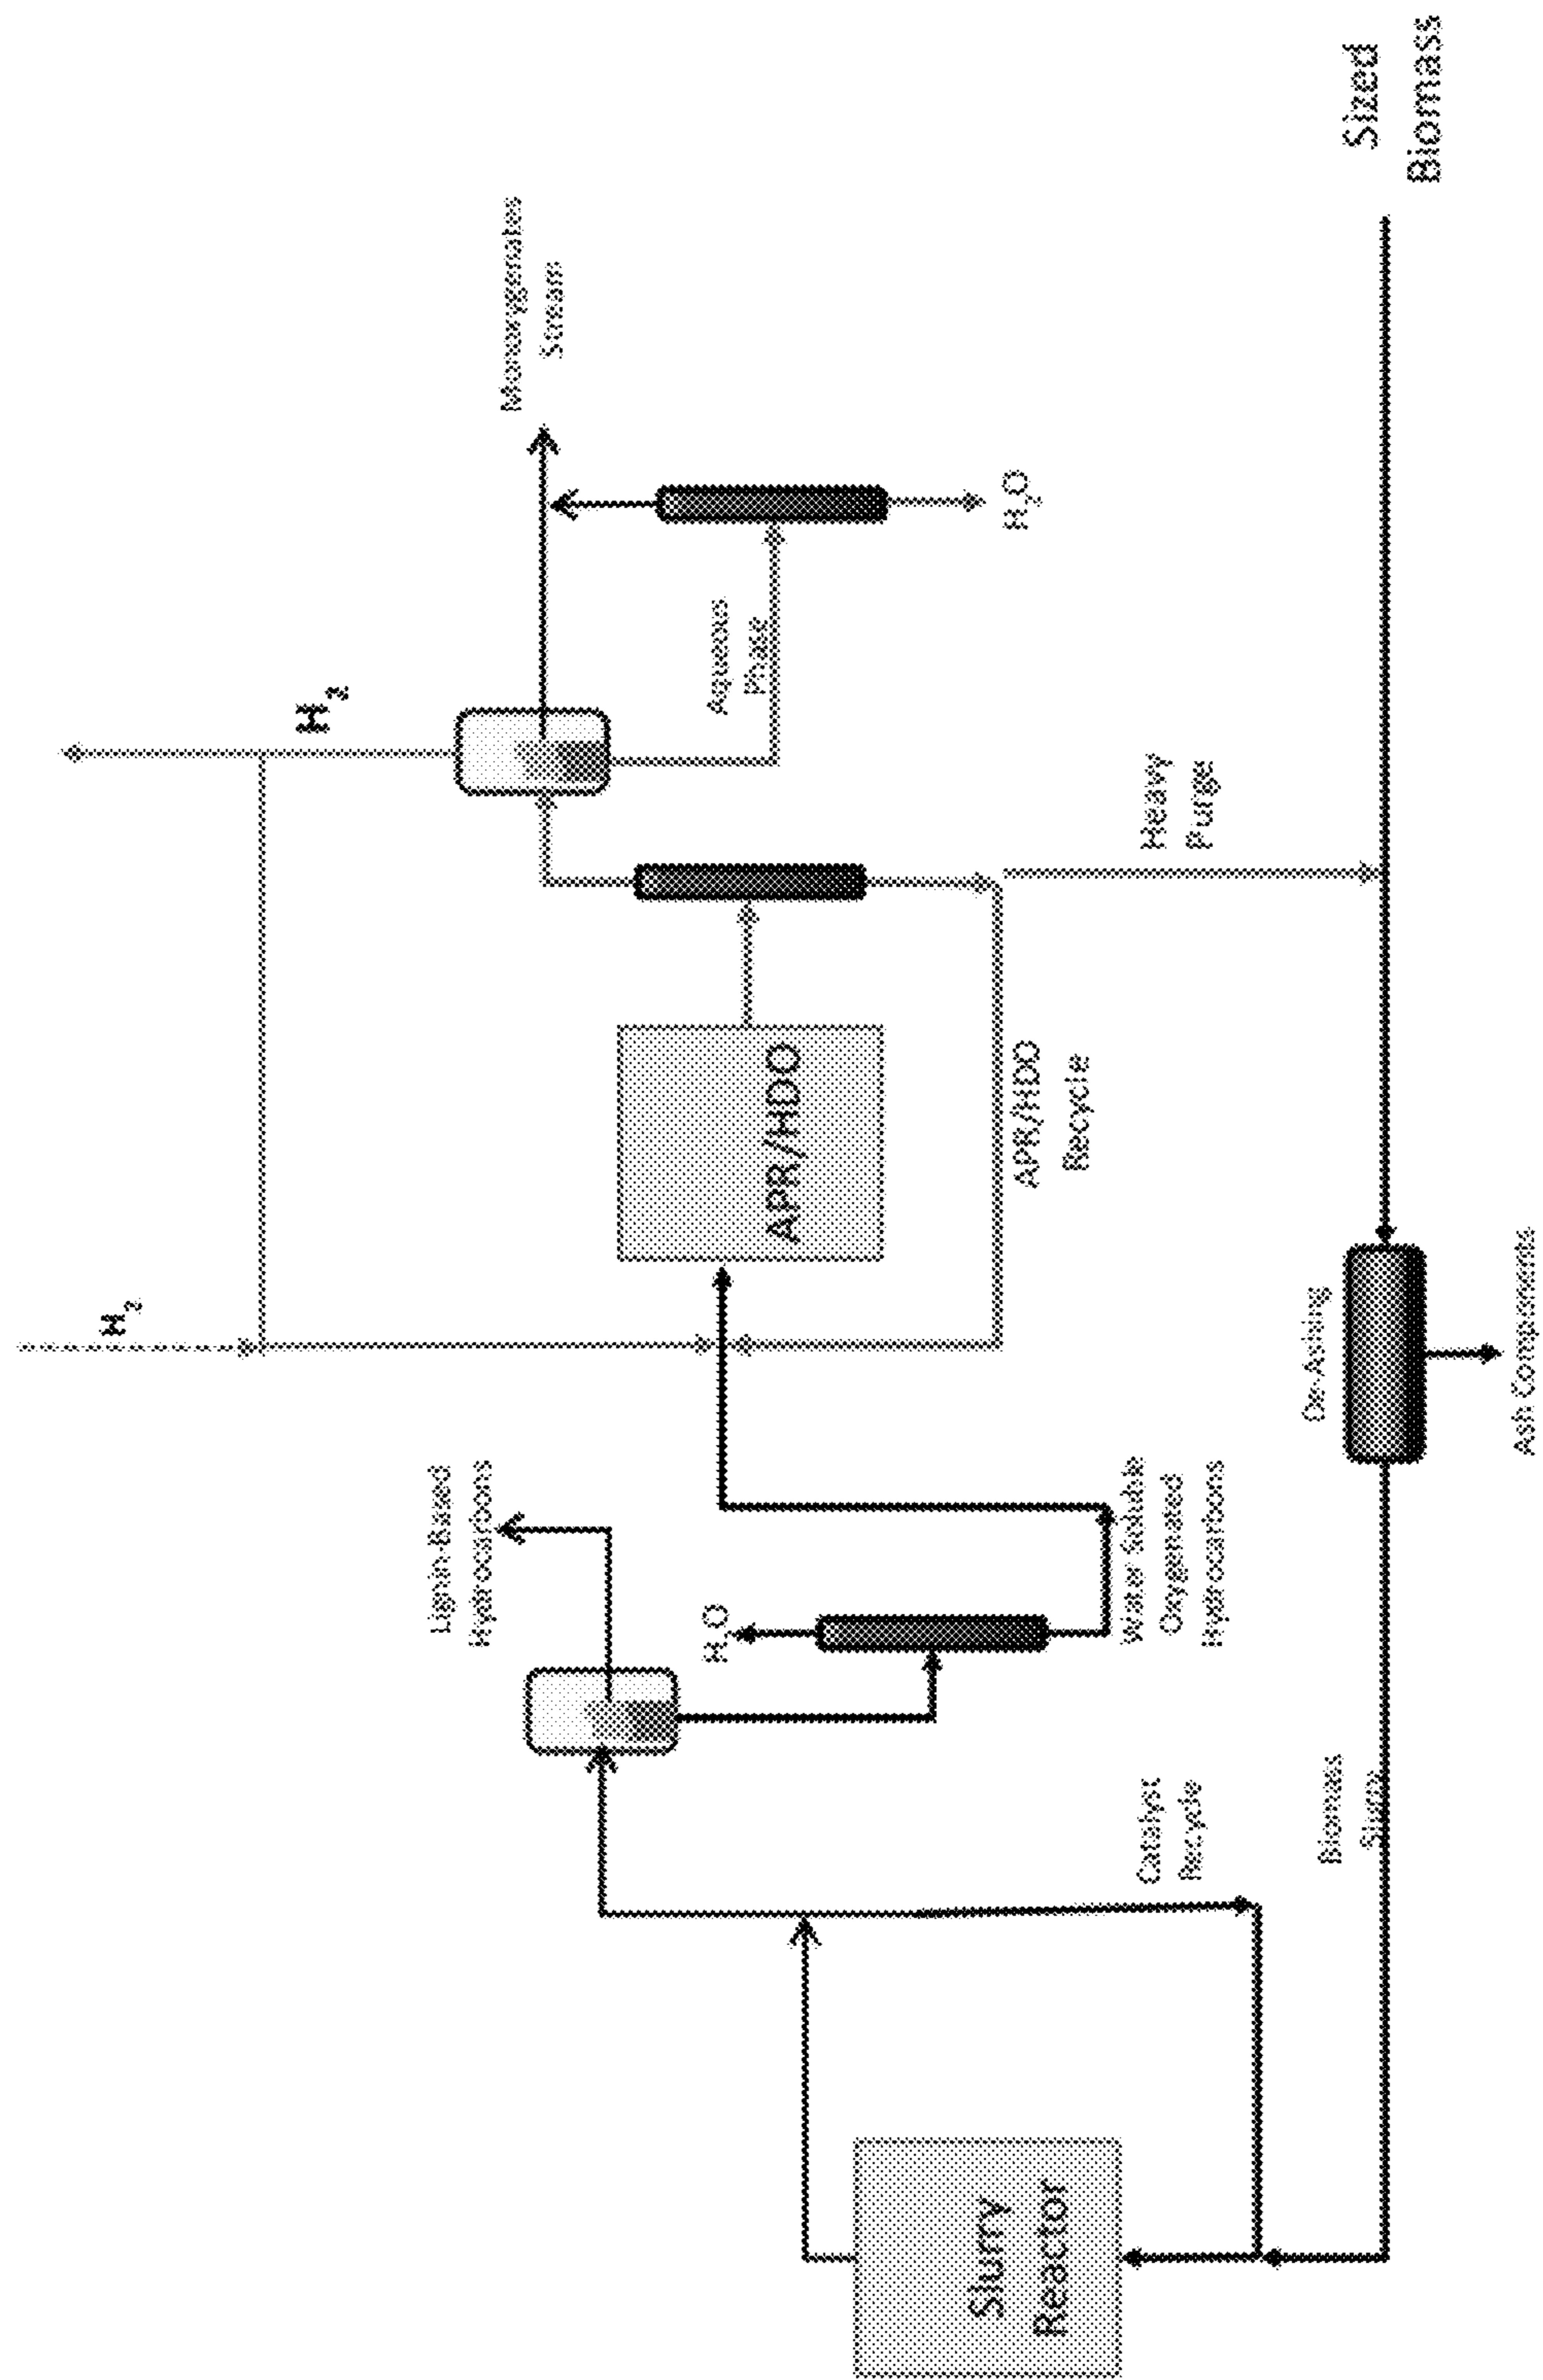 H2
H2
Monoxygenates
Stream
Lignin-Based
Hydrocarbons
H2O
Aqueous
Phase
H2O
APR/HDO
Slurry
Reactor
APR/HDO
Recycle
Heavy
Purge
Water Soluble
Oxygenated
Hydrocarbons
Catalyst
Recycle
Biomass
Slurry
De-Ashing
Ash Components
Sized
Biomass